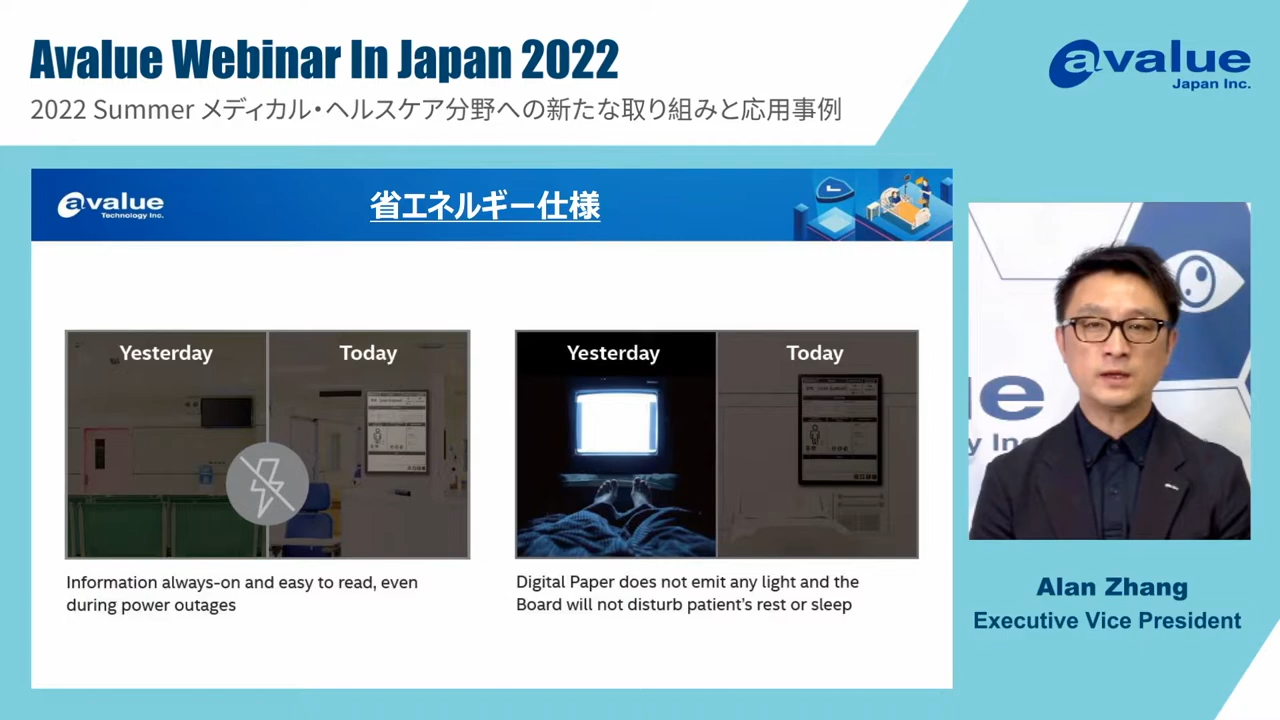 Avalue Webinar In Japan 2022
2022 Summer メディカル・ヘルスケア分野への新たな取り組みと応用事例
avalue
Japan Inc.
avalue
Technology Inc.
省エネルギー仕様
Yesterday
Today
Yesterday
Today
Information always-on and easy to read, even
during power outages
Digital Paper does not emit any light and the
Board will not disturb patient's rest or sleep
ue
y Inc
Alan Zhang
Executive Vice President